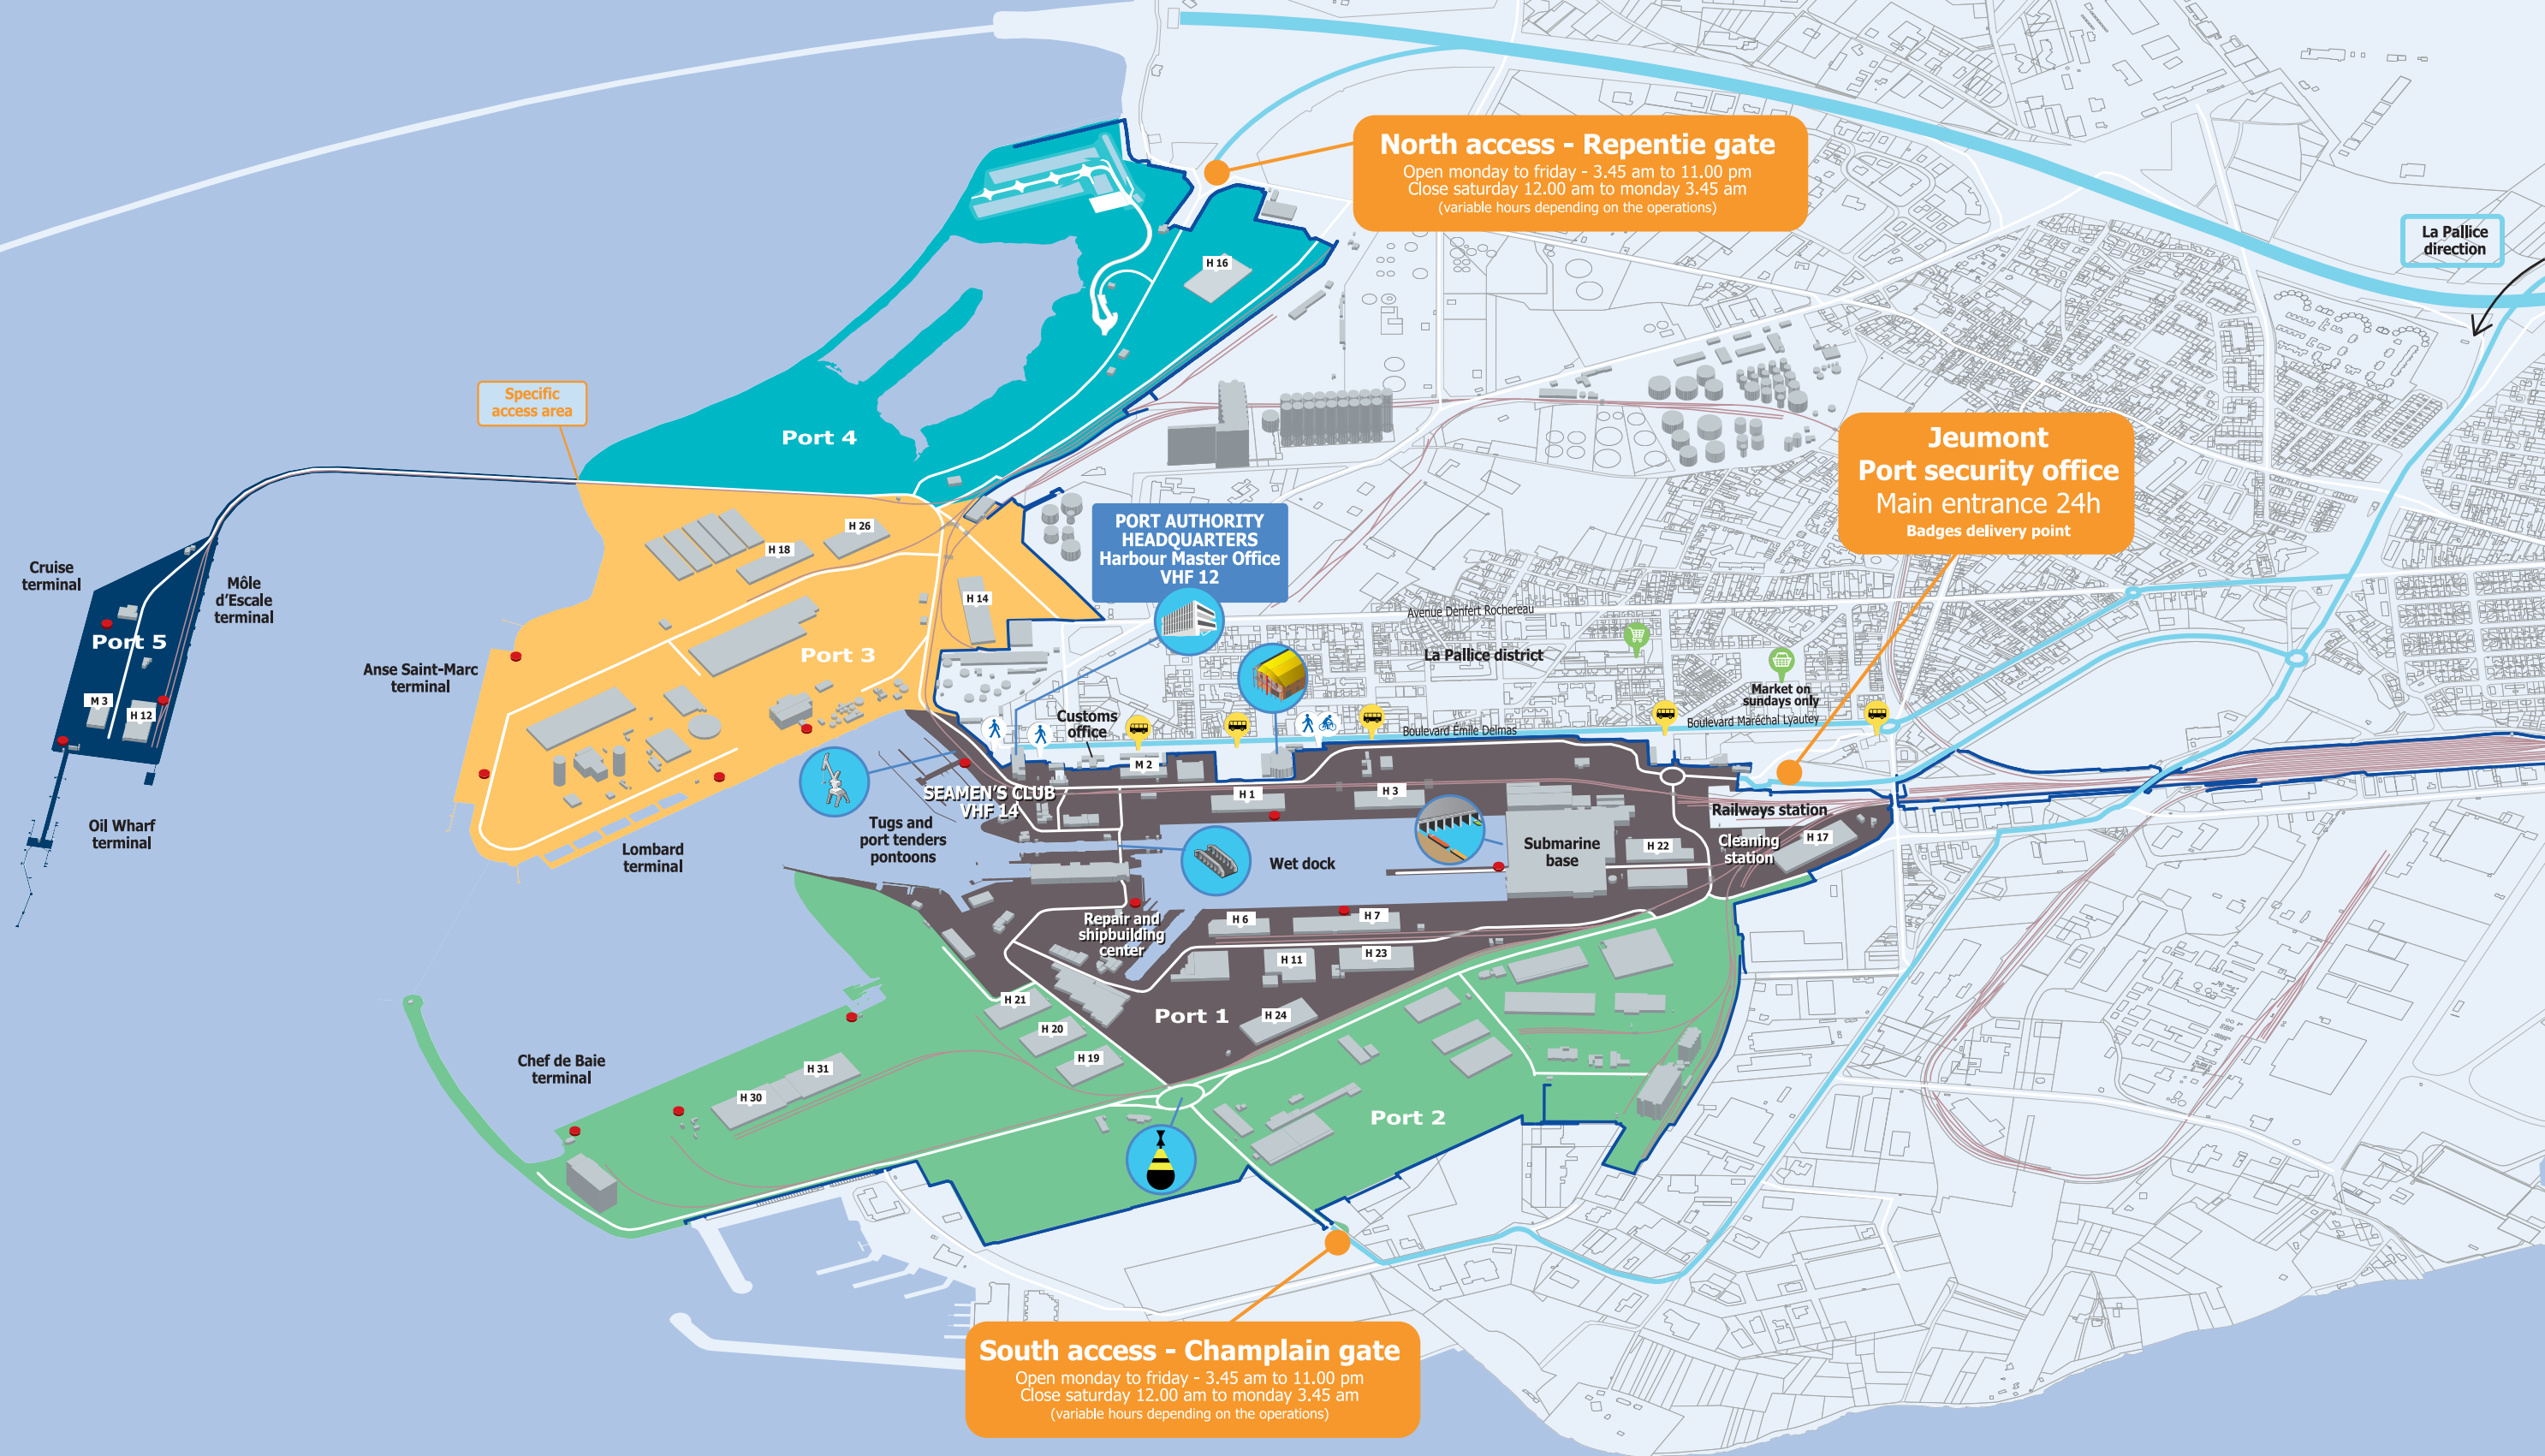 North access - Repentie gate
Open monday to friday - 3.45 am to 11.00 pm
Close saturday 12.00 am to monday 3.45 am
(variable hours depending on the operations)
La Pallice
direction
H 16
Specific
access area
Port 4
Jeumont
Port security office
Main entrance 24h
Badges delivery point
PORT AUTHORITY
HEADQUARTERS
Harbour Master Office
VHF 12
H 26
H 18
H 14
Cruise
terminal
Môle
d'Escale
terminal
Port 5
M 3
H 12
Oil Wharf
terminal
Anse Saint-Marc
terminal
Port 3
Lombard
terminal
Avenue Denfert Rochereau
La Pallice district
Market on
sundays only
Boulevard Maréchal Lyautey
Boulevard Émile Delmas
Customs
office
M 2
SEAMEN'S CLUB
VHF 14
Tugs and
port tenders
pontoons
H 1
H 3
Railways station
Cleaning
station
H 17
Submarine
base
H 22
Wet dock
Repair and
shipbuilding
center
H 6
H 7
H 11
H 23
H 21
H 20
H 19
Port 1
H 24
Chef de Baie
terminal
H 31
H 30
Port 2
South access - Champlain gate
Open monday to friday - 3.45 am to 11.00 pm
Close saturday 12.00 am to monday 3.45 am
(variable hours depending on the operations)